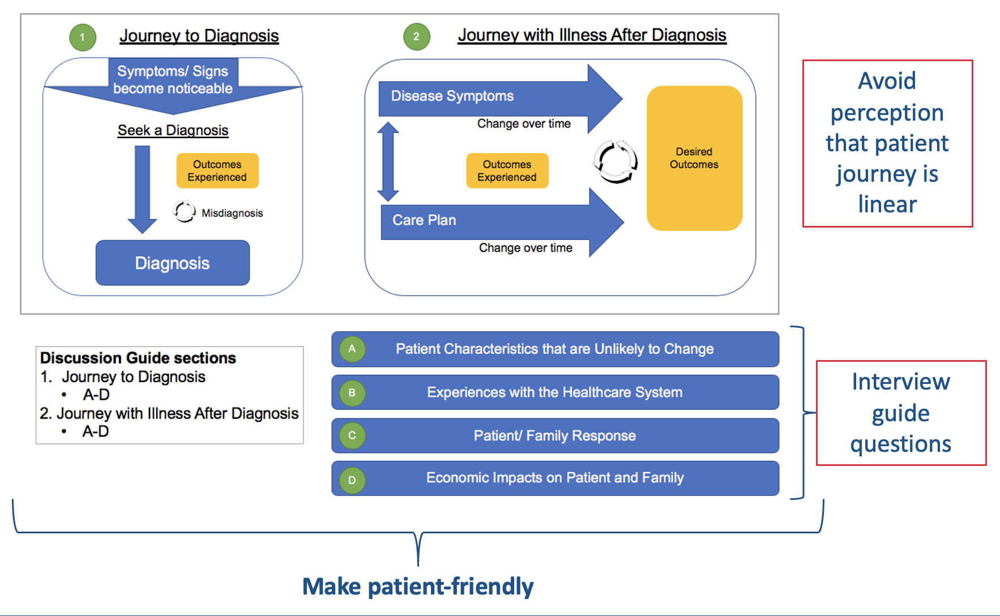 1
Journey to Diagnosis
Symptoms/ Signs
become noticeable
Seek a Diagnosis
Outcomes
Experienced
Misdiagnosis
Diagnosis
2
Journey with Illness After Diagnosis
Disease Symptoms
Change over time
Outcomes
Experienced
Desired
Outcomes
Care Plan
Change over time
Avoid
perception
that patient
journey is
linear
Discussion Guide sections
1. Journey to Diagnosis
• A-D
2. Journey with Illness After Diagnosis
• A-D
A Patient Characteristics that are Unlikely to Change
B Experiences with the Healthcare System
C Patient/ Family Response
D Economic Impacts on Patient and Family
Interview
guide
questions
Make patient-friendly